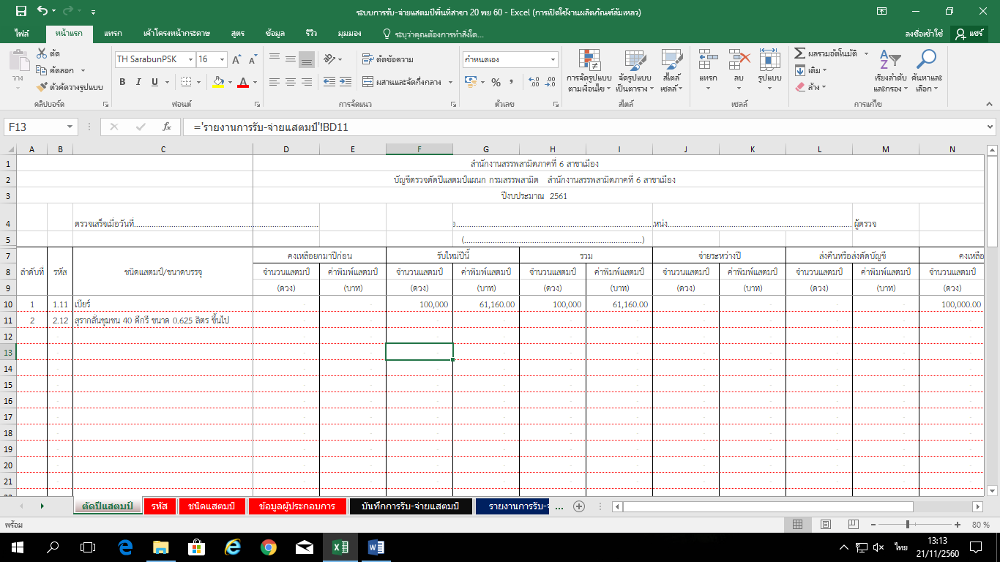 ระบบการรับ-จ่ายแสตมป์พื้นที่สาขา 20 พย 60 - Excel (การเปิดใช้งานผลิตภัณฑ์ล้มเหลว)
ไฟล์ หน้าแรก แทรก เค้าโครงหน้ากระดาษ สูตร ข้อมูล รีวิว มุมมอง ระบุว่าคุณต้องการทำสิ่งใด... ลงชื่อเข้าใช้ แชร์
วาง
ตัด
คัดลอก
ตัวคัดวางรูปแบบ
คลิปบอร์ด
TH SarabunPSK 16
B I U
ฟอนต์
ตัดข้อความ
ผสานและจัดกึ่งกลาง
การจัดแนว
กำหนดเอง
ตัวเลข
การจัดรูปแบบ
ตามเงื่อนไข
จัดรูปแบบ
เป็นตาราง
สไตล์
เซลล์
สไตล์
แทรก ลบ รูปแบบ
เซลล์
ผลรวมอัตโนมัติ
เติม
ล้าง
เรียงลำดับ
และกรอง
ค้นหาและ
เลือก
การแก้ไข
F13 fx ='รายงานการรับ-จ่ายแสตมป์'!BD11
A B C D E F G H I J K L M N
1 สำนักงานสรรพสามิตภาคที่ 6 สาขาเมือง
2 บัญชีตรวจตัดปีแสตมป์แผนก กรมสรรพสามิต สำนักงานสรรพสามิตภาคที่ 6 สาขาเมือง
3 ปีงบประมาณ 2561
4 ตรวจเสร็จเมื่อวันที่.......... อ.......... หน่ง.......... ผู้ตรวจ
5 (..........)
7 คงเหลือยกมาปีก่อน รับใหม่ปีนี้ รวม จ่ายระหว่างปี ส่งคืนหรือส่งตัดบัญชี คงเหลือ
8 ลำดับที่ รหัส ชนิดแสตมป์/ขนาดบรรจุ จำนวนแสตมป์ ค่าพิมพ์แสตมป์ จำนวนแสตมป์ ค่าพิมพ์แสตมป์ จำนวนแสตมป์ ค่าพิมพ์แสตมป์ จำนวนแสตมป์ ค่าพิมพ์แสตมป์ จำนวนแสตมป์ ค่าพิมพ์แสตมป์ จำนวนแสตมป์
9 (ดวง) (บาท) (ดวง) (บาท) (ดวง) (บาท) (ดวง) (บาท) (ดวง) (บาท) (ดวง)
10 1 1.11 เบียร์ - - 100,000 61,160.00 100,000 61,160.00 - - - - 100,000.00
11 2 2.12 สุรากลั่นชุมชน 40 ดีกรี ขนาด 0.625 ลิตร ขึ้นไป - - - - - - - - - - -
12
13
14
15
16
17
18
19
20
21
ตัดปีแสตมป์ รหัส ชนิดแสตมป์ ข้อมูลผู้ประกอบการ บันทึกการรับ-จ่ายแสตมป์ รายงานการรับ- ...
พร้อม 80 %
ไทย 13:13
21/11/2560